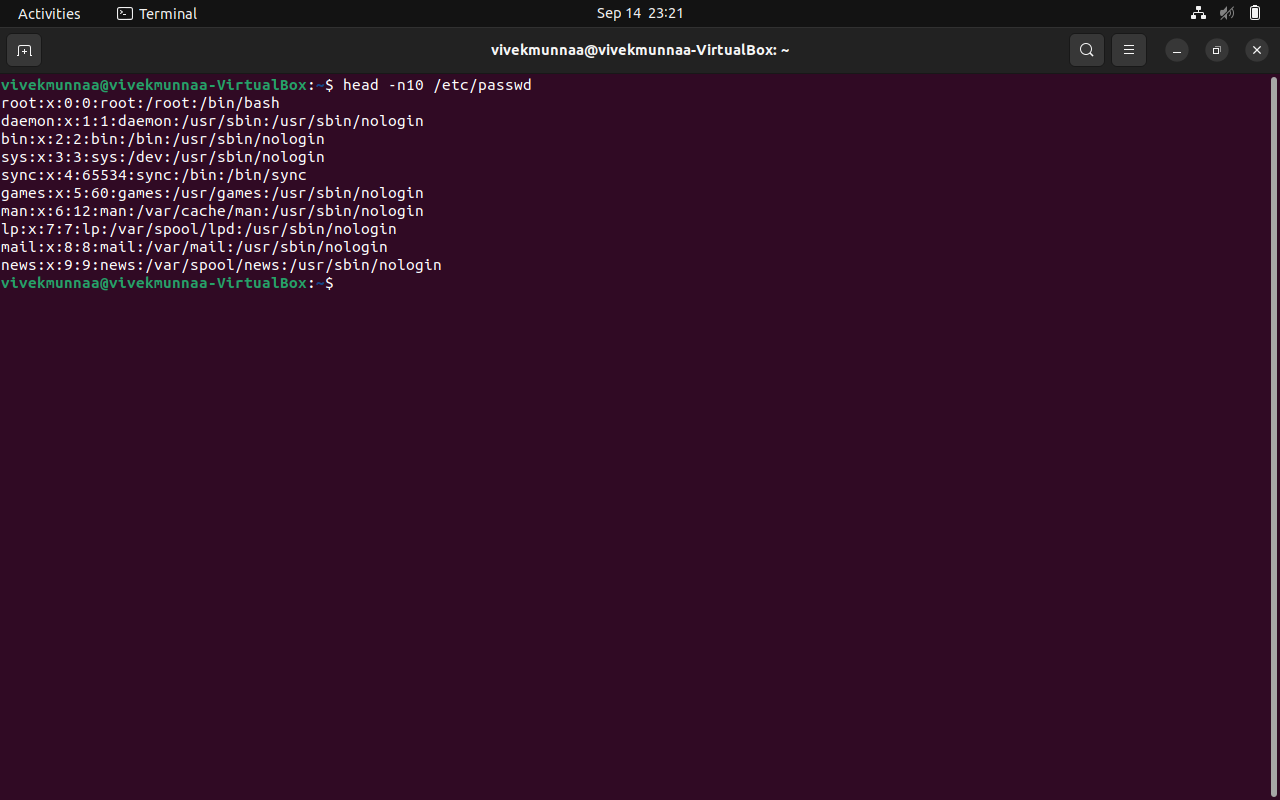 Activities Terminal Sep 14 23:21
vivekmunnaa@vivekmunnaa-VirtualBox: ~
vivekmunnaa@vivekmunnaa-VirtualBox:~$ head -n10 /etc/passwd
root:x:0:0:root:/root:/bin/bash
daemon:x:1:1:daemon:/usr/sbin:/usr/sbin/nologin
bin:x:2:2:bin:/bin:/usr/sbin/nologin
sys:x:3:3:sys:/dev:/usr/sbin/nologin
sync:x:4:65534:sync:/bin:/bin/sync
games:x:5:60:games:/usr/games:/usr/sbin/nologin
man:x:6:12:man:/var/cache/man:/usr/sbin/nologin
lp:x:7:7:lp:/var/spool/lpd:/usr/sbin/nologin
mail:x:8:8:mail:/var/mail:/usr/sbin/nologin
news:x:9:9:news:/var/spool/news:/usr/sbin/nologin
vivekmunnaa@vivekmunnaa-VirtualBox:~$